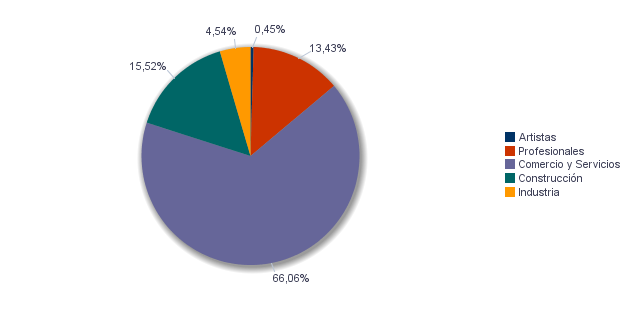 4,54%
0,45%
13,43%
15,52%
66,06%
Artistas
Profesionales
Comercio y Servicios
Construcción
Industria